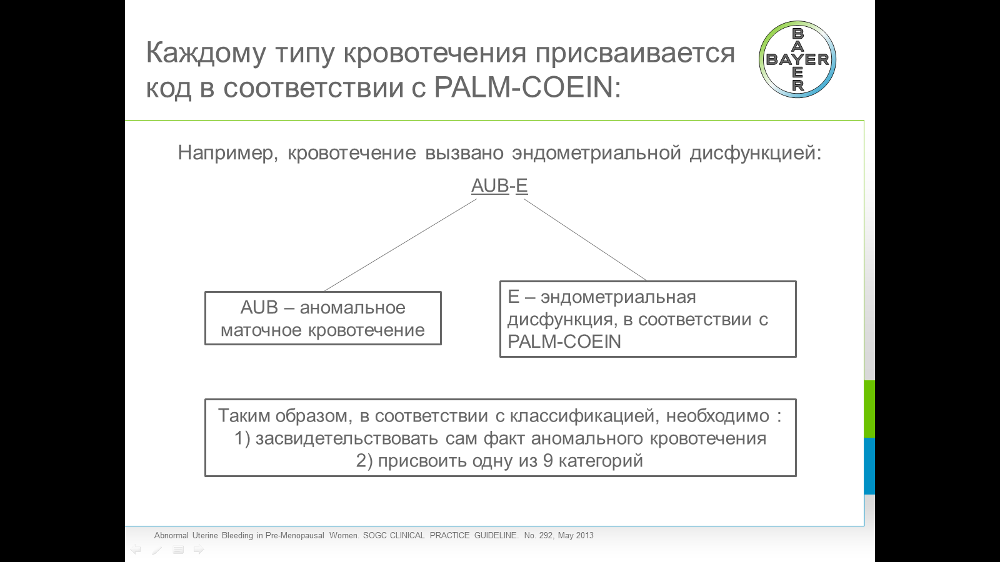 Каждому типу кровотечения присваивается
код в соответствии с PALM-COEIN:
BAYER
BAYER
Например, кровотечение вызвано эндометриальной дисфункцией:
AUB-E
AUB – аномальное
маточное кровотечение
E – эндометриальная
дисфункция, в соответствии с
PALM-COEIN
Таким образом, в соответствии с классификацией, необходимо :
1) засвидетельствовать сам факт аномального кровотечения
2) присвоить одну из 9 категорий
Abnormal Uterine Bleeding in Pre-Menopausal Women. SOGC CLINICAL PRACTICE GUIDELINE. No. 292, May 2013